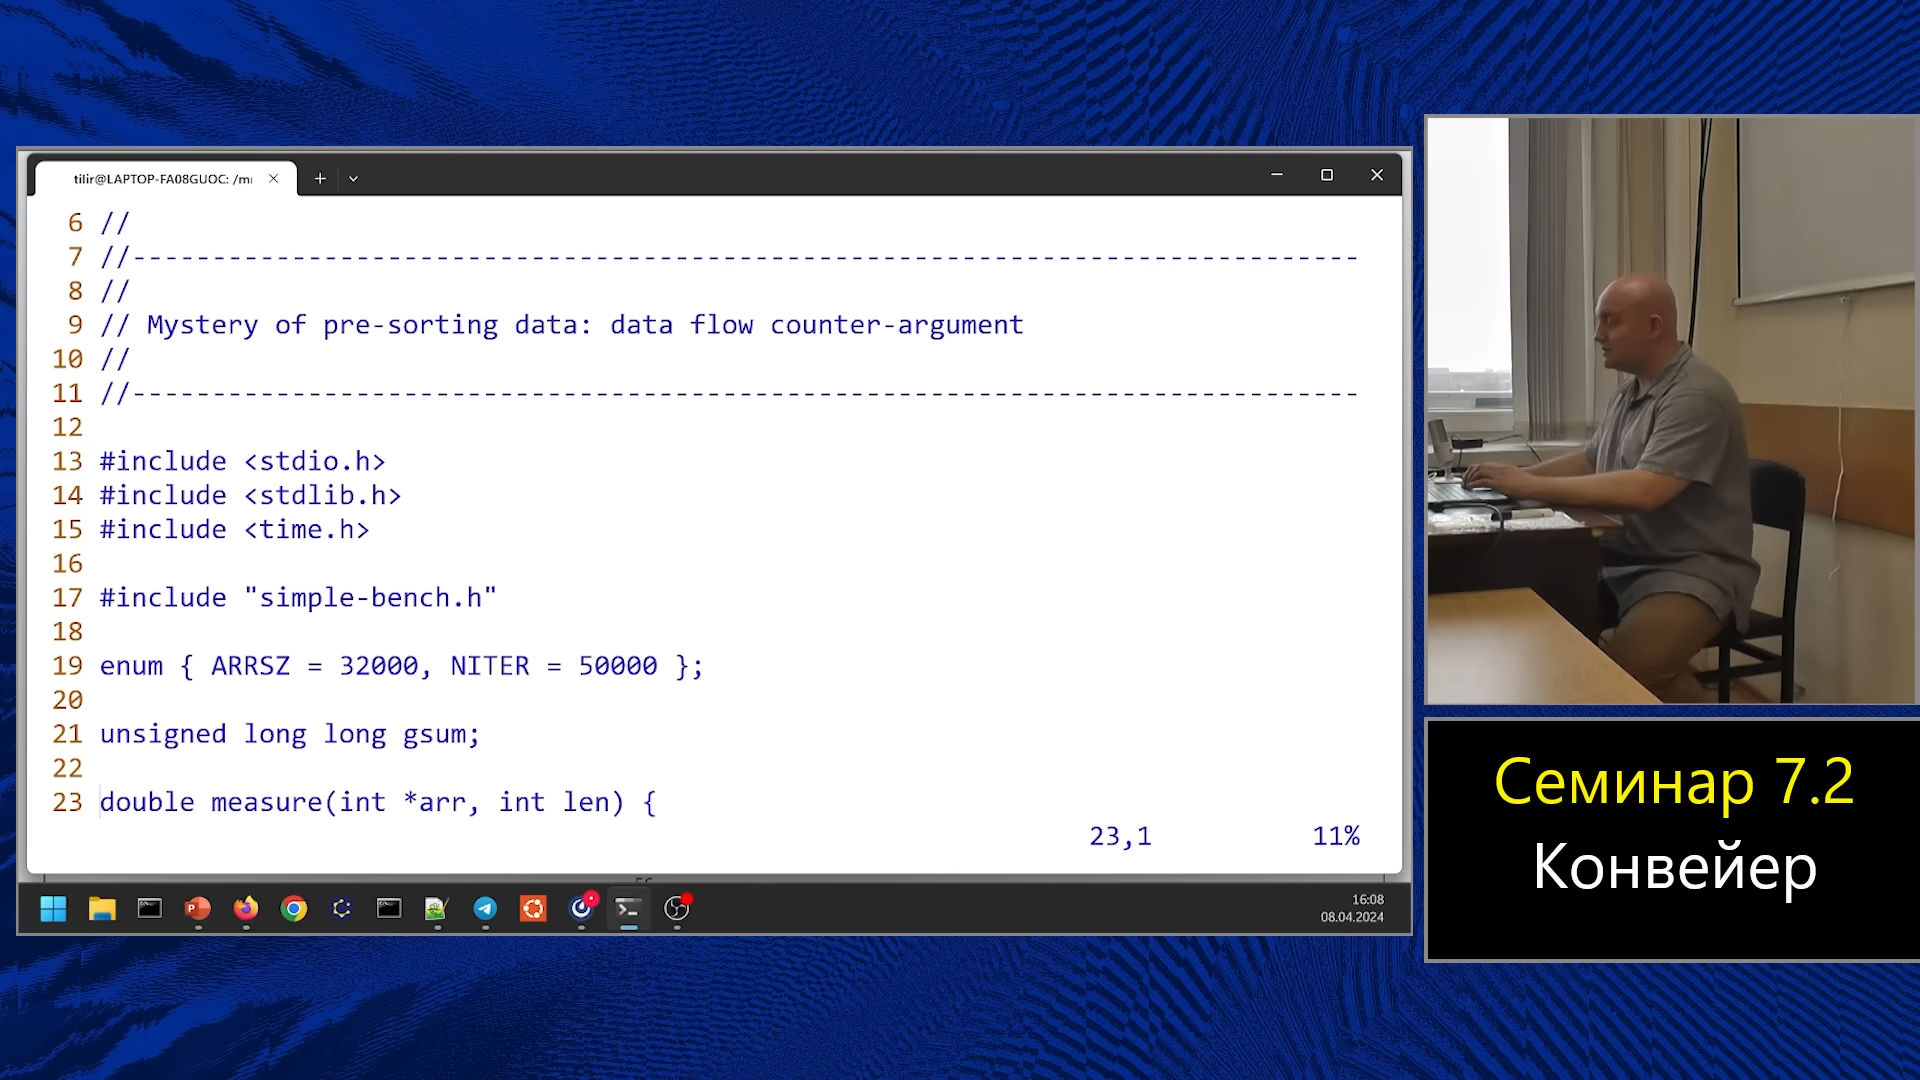 tilir@LAPTOP-FA08GUOC: /m
6 //
7 //-----------------------------------------------------------------------------
8 //
9 // Mystery of pre-sorting data: data flow counter-argument
10 //
11 //-----------------------------------------------------------------------------
12
13 #include <stdio.h>
14 #include <stdlib.h>
15 #include <time.h>
16
17 #include "simple-bench.h"
18
19 enum { ARRSZ = 32000, NITER = 50000 };
20
21 unsigned long long gsum;
22
23 double measure(int *arr, int len) {
23,1 11%
16:08
08.04.2024
Семинар 7.2
Конвейер